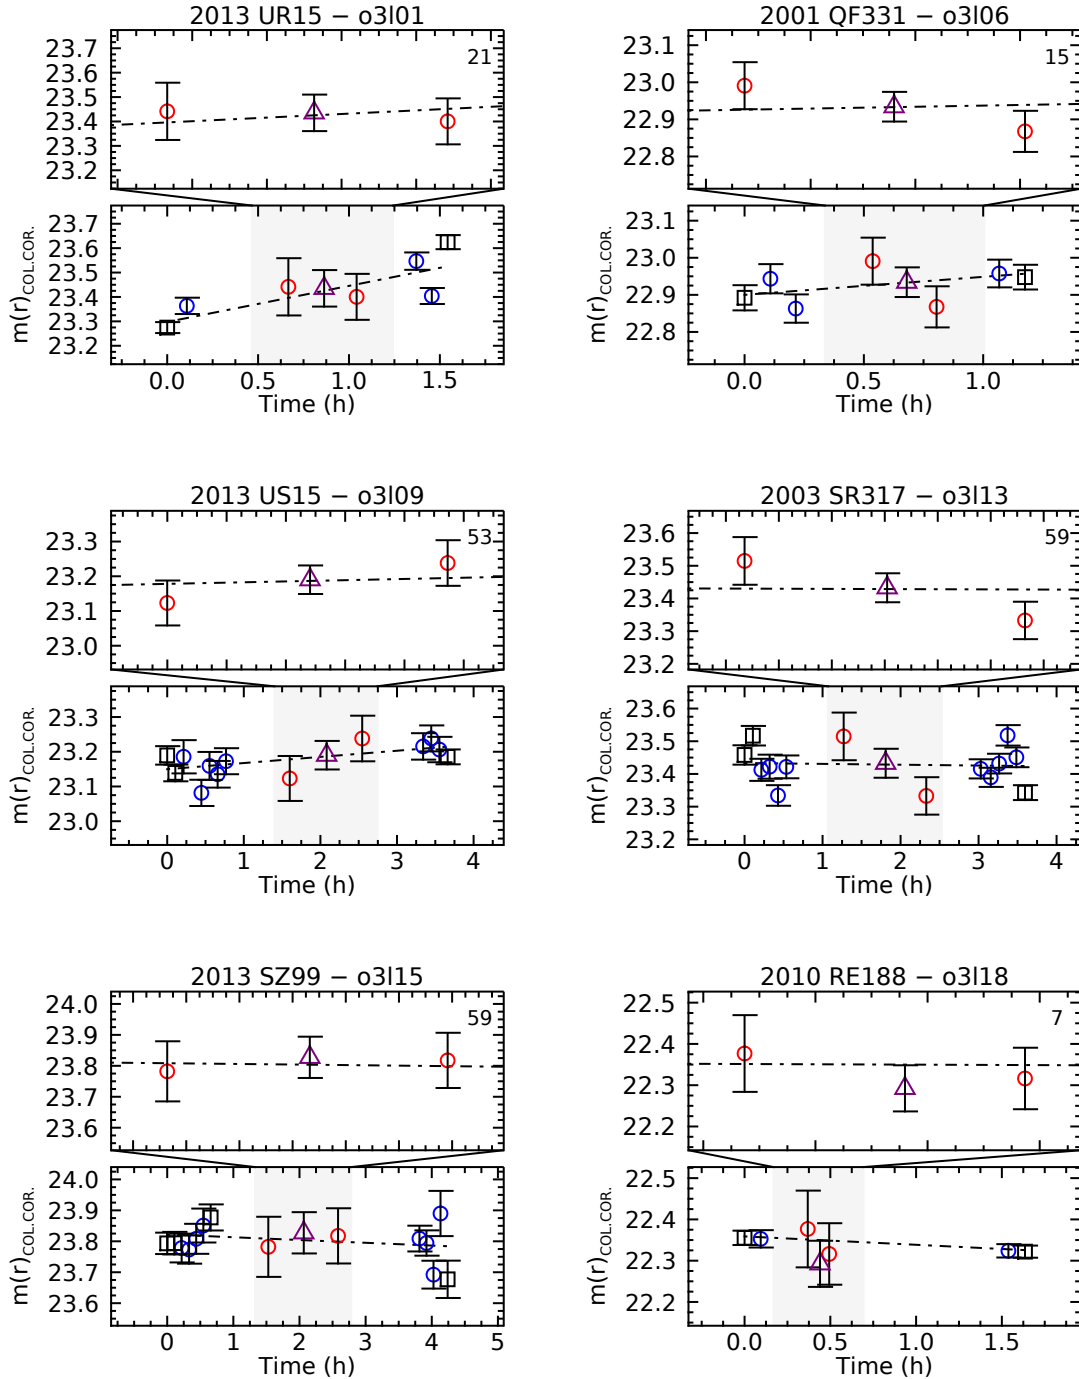 2013 UR15 − o3l01
23.7
23.6
23.5
23.4
23.3
23.2
21
23.7
23.6
23.5
23.4
23.3
23.2
m(r)COL.COR.
0.0 0.5 1.0 1.5
Time (h)
2001 QF331 − o3l06
23.1
23.0
22.9
22.8
15
23.1
23.0
22.9
22.8
m(r)COL.COR.
0.0 0.5 1.0
Time (h)
2013 US15 − o3l09
23.3
23.2
23.1
23.0
53
23.3
23.2
23.1
23.0
m(r)COL.COR.
0 1 2 3 4
Time (h)
2003 SR317 − o3l13
23.6
23.5
23.4
23.3
23.2
59
23.6
23.5
23.4
23.3
23.2
m(r)COL.COR.
0 1 2 3 4
Time (h)
2013 SZ99 − o3l15
24.0
23.9
23.8
23.7
23.6
59
24.0
23.9
23.8
23.7
23.6
m(r)COL.COR.
0 1 2 3 4 5
Time (h)
2010 RE188 − o3l18
22.5
22.4
22.3
22.2
7
22.5
22.4
22.3
22.2
m(r)COL.COR.
0.0 0.5 1.0 1.5
Time (h)